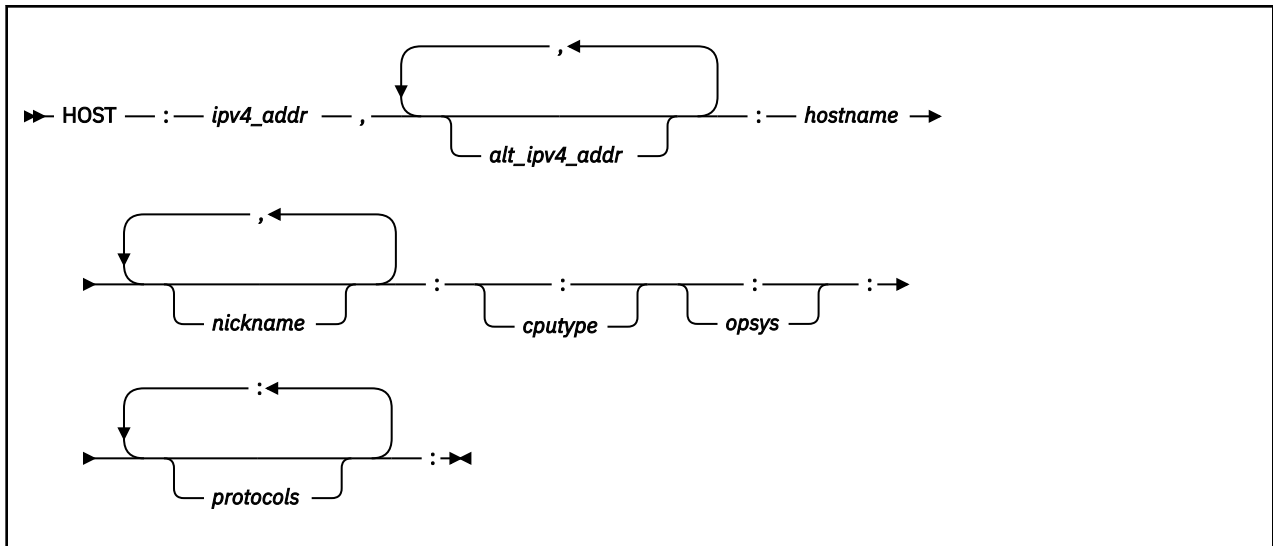 ,
HOST : ipv4_addr , : hostname
alt_ipv4_addr
,
: : : :
nickname cputype opsys
:
:
protocols